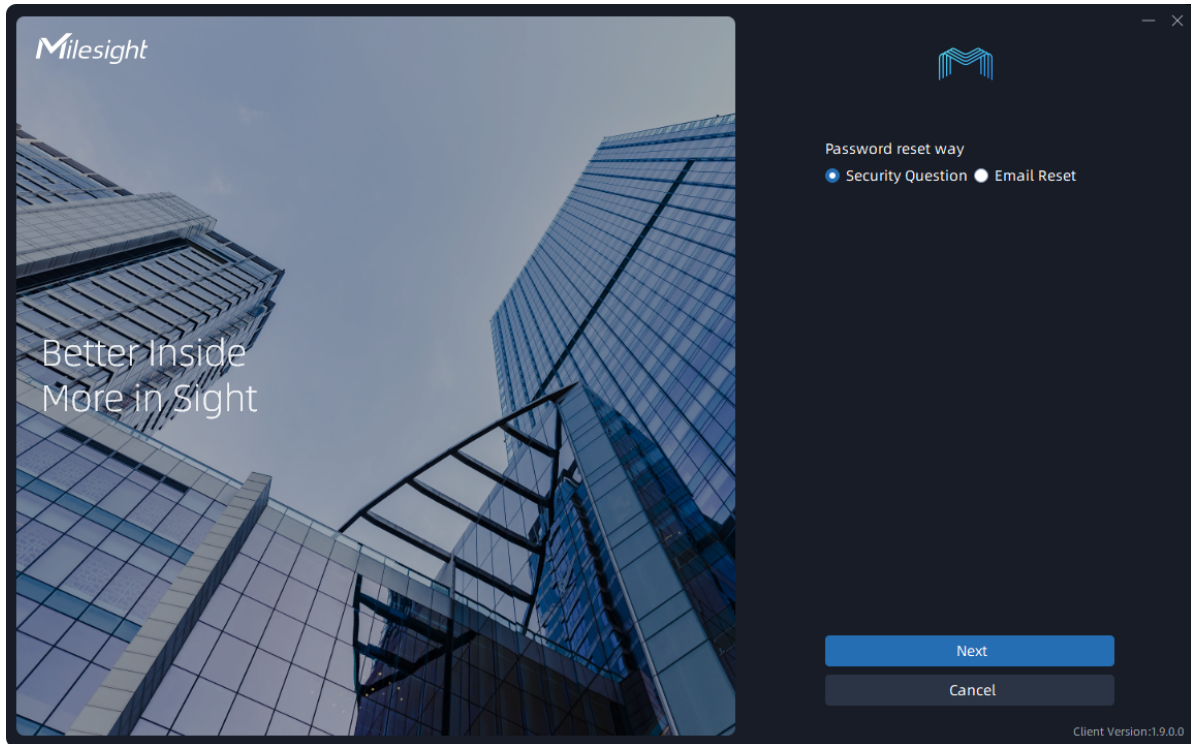 Milesight
Better Inside
More in Sight
Password reset way
Security Question Email Reset
Next
Cancel
Client Version:1.9.0.0